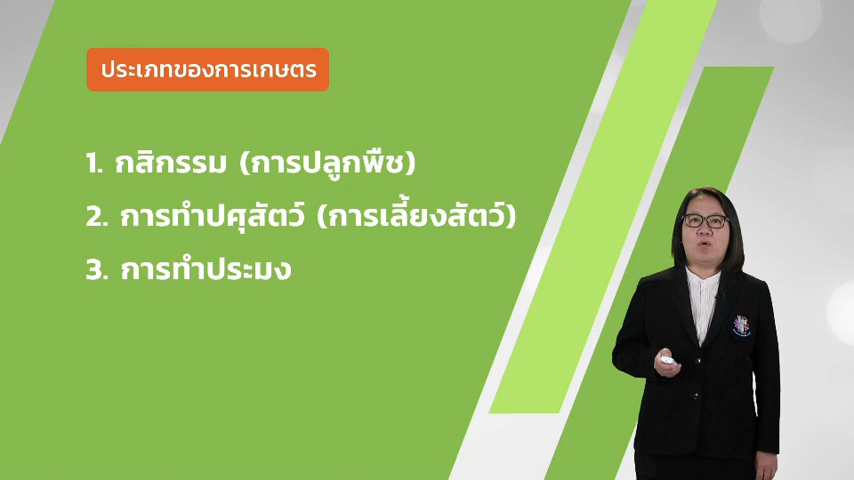 ประเภทของการเกษตร
1. กสิกรรม (การปลูกพืช)
2. การทำปศุสัตว์ (การเลี้ยงสัตว์)
3. การทำประมง